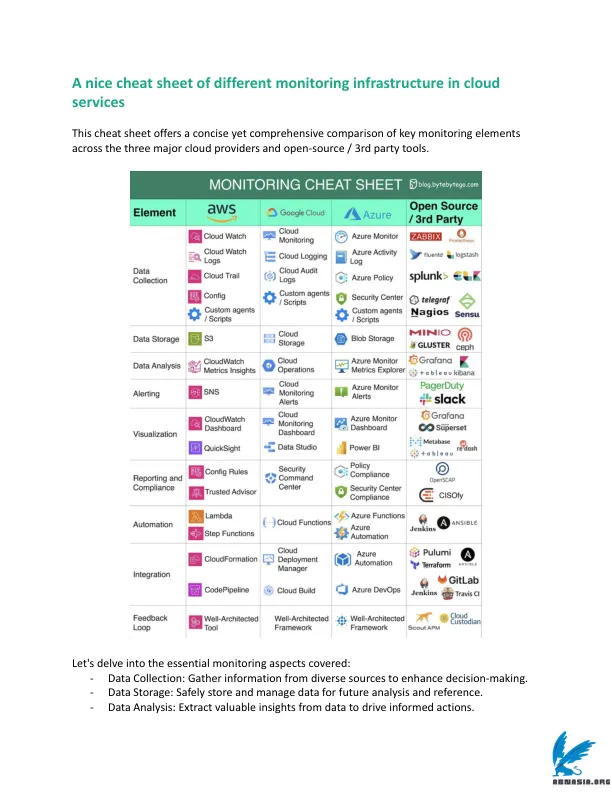 A nice cheat sheet of different monitoring infrastructure in cloud
services
This cheat sheet offers a concise yet comprehensive comparison of key monitoring elements
across the three major cloud providers and open-source / 3rd party tools.
MONITORING CHEAT SHEET blog.bytebytego.com
Element aws Google Cloud Azure Open Source
/ 3rd Party
Data
Collection
Cloud Watch
Cloud Watch
Logs
Cloud Trail
Config
Custom agents
/ Scripts
Cloud
Monitoring
Cloud Logging
Cloud Audit
Logs
Custom agents
/ Scripts
Azure Monitor
Azure Activity
Log
Azure Policy
Security Center
Custom agents
/ Scripts
ZABBIX Prometheus
fluentd logstash
splunk>
telegraf
Nagios Sensu
Data Storage
S3
Cloud
Storage
Blob Storage
MINIO
GLUSTER ceph
Data Analysis
CloudWatch
Metrics Insights
Cloud
Operations
Azure Monitor
Metrics Explorer
Grafana
+ a b l e a u kibana
Alerting
SNS
Cloud
Monitoring
Alerts
Azure Monitor
Alerts
PagerDuty
slack
Visualization
CloudWatch
Dashboard
QuickSight
Cloud
Monitoring
Dashboard
Data Studio
Azure Monitor
Dashboard
Power BI
Grafana
Superset
Metabase redash
+ a b l e a u
Reporting and
Compliance
Config Rules
Trusted Advisor
Security
Command
Center
Policy
Compliance
Security Center
Compliance
OpenSCAP
CISOfy
Automation
Lambda
Step Functions
Cloud Functions
Azure Functions
Azure
Automation
Jenkins ANSIBLE
Integration
CloudFormation
CodePipeline
Cloud
Deployment
Manager
Cloud Build
Azure
Automation
Azure DevOps
Pulumi
Terraform ANSIBLE
GitLab
Jenkins Travis CI
Feedback
Loop
Well-Architected
Tool
Well-Architected
Framework
Well-Architected
Framework
Scout APM Cloud
Custodian
Let's delve into the essential monitoring aspects covered:
- Data Collection: Gather information from diverse sources to enhance decision-making.
- Data Storage: Safely store and manage data for future analysis and reference.
- Data Analysis: Extract valuable insights from data to drive informed actions.
ABNASIA.ORG